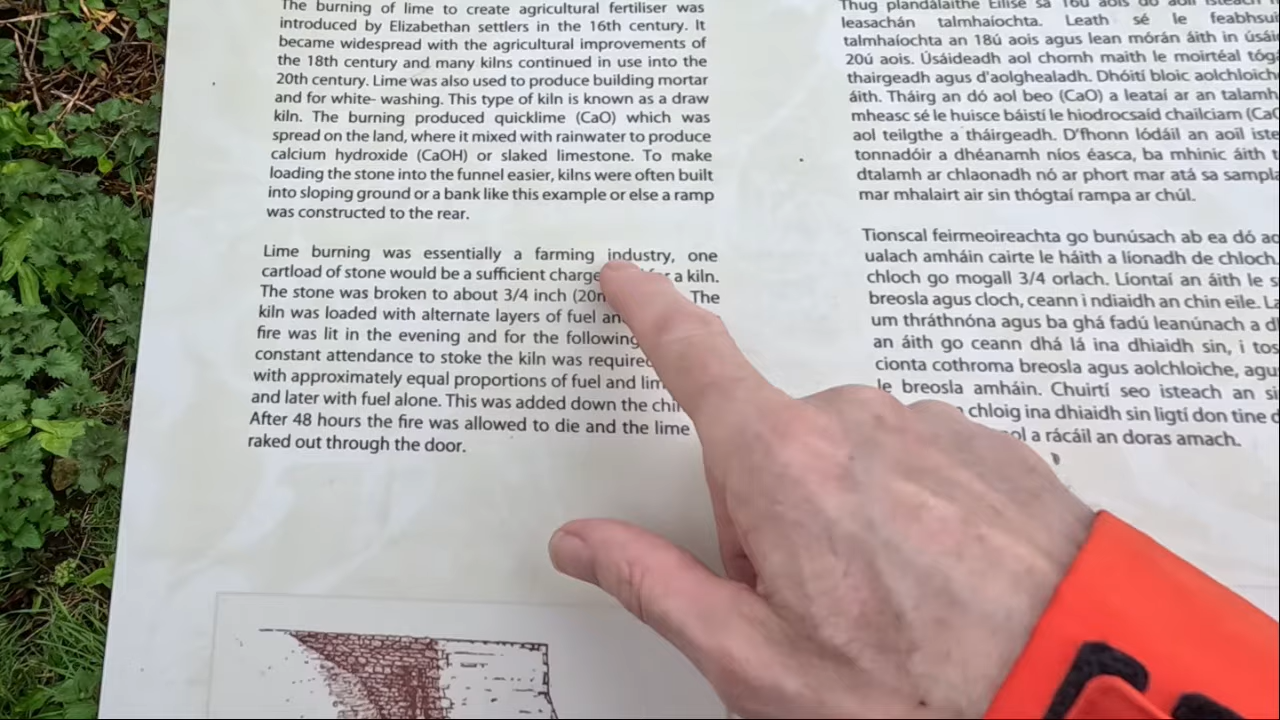 The burning of lime to create agricultural fertiliser was
introduced by Elizabethan settlers in the 16th century. It
became widespread with the agricultural improvements of
the 18th century and many kilns continued in use into the
20th century. Lime was also used to produce building mortar
and for white- washing. This type of kiln is known as a draw
kiln. The burning produced quicklime (CaO) which was
spread on the land, where it mixed with rainwater to produce
calcium hydroxide (CaOH) or slaked limestone. To make
loading the stone into the funnel easier, kilns were often built
into sloping ground or a bank like this example or else a ramp
was constructed to the rear.
Lime burning was essentially a farming industry, one
cartload of stone would be a sufficient charge a kiln.
The stone was broken to about 3/4 inch The
kiln was loaded with alternate layers of fuel
fire was lit in the evening and for the following
constant attendance to stoke the kiln was
with approximately equal proportions of fuel and
and later with fuel alone. This was added down the
After 48 hours the fire was allowed to die and the lime
raked out through the door.
Thug plandálaithe Eilíse sa 16ú aois
leasachán talmhaíochta. Leath sé le
talmhaíochta an 18ú aois agus lean mórán áith in
20ú aois. Úsáideadh aol chomh maith le moirtéal
thairgeadh agus d'aolghealadh. Dhóití bloic
áith. Tháirg an dó aol beo (CaO) a leataí ar an
mheasc sé le huisce báistí le hiodrocsaíd chailciam
aol teilgthe a tháirgeadh. D'fhonn lódáil an aoil
tonnadóir a dhéanamh níos éasca, ba mhinic áith
dtalamh ar chlaonadh nó ar phort mar atá sa
mar mhalairt air sin thógtaí rampa ar chúl.
Tionscal feirmeoireachta go bunúsach ab ea dó
ualach amháin cairte le háith a líonadh de chloch.
chloch go mogall 3/4 orlach. Líontaí an áith le
breosla agus cloch, ceann i ndiaidh an chin eile.
um thráthnóna agus ba ghá fadú leanúnach a
an áith go ceann dhá lá ina dhiaidh sin, i
cionta cothroma breosla agus aolchloiche,
le breosla amháin. Chuirtí seo isteach an
chloig ina dhiaidh sin ligtí don tine
a rácáil an doras amach.